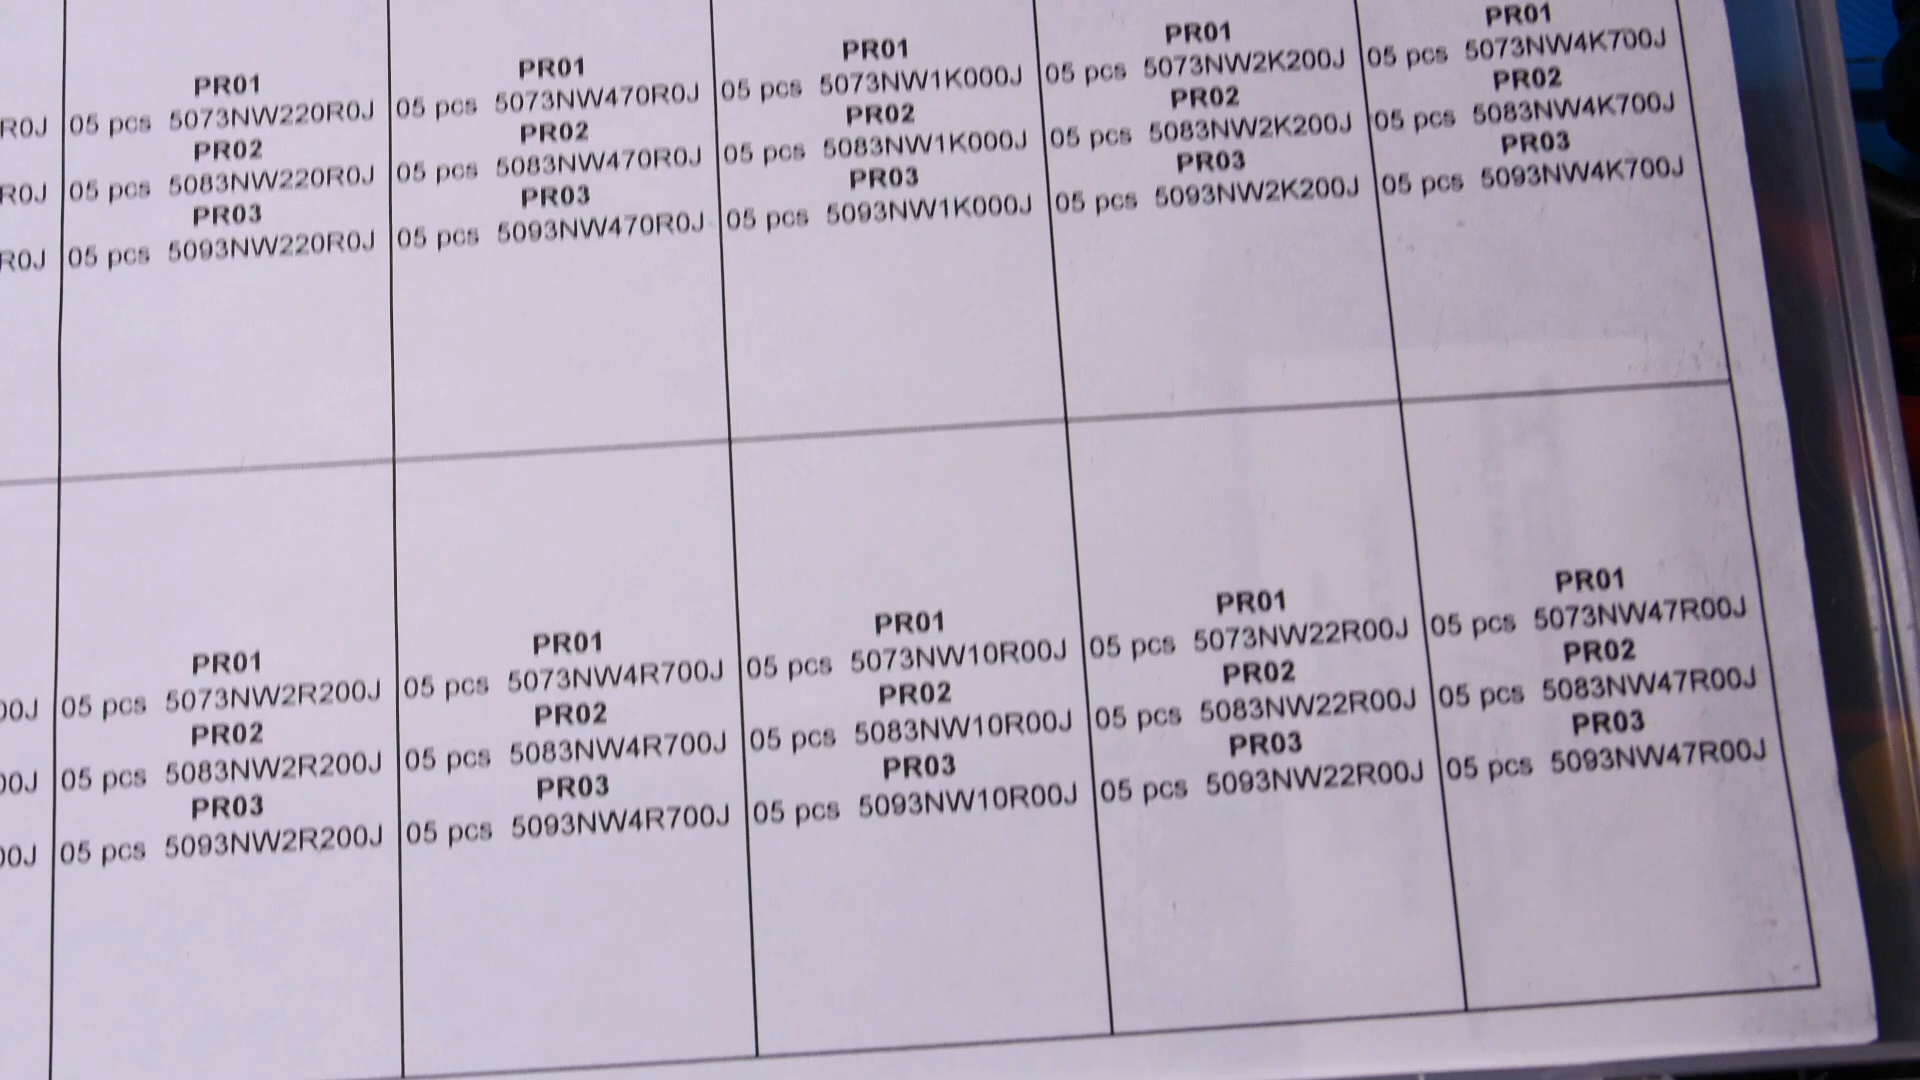 R0J
R0J
R0J
PR01
05 pcs 5073NW220R0J
PR02
05 pcs 5083NW220R0J
PR03
05 pcs 5093NW220R0J
PR01
05 pcs 5073NW470R0J
PR02
05 pcs 5083NW470R0J
PR03
05 pcs 5093NW470R0J
PR01
05 pcs 5073NW1K000J
PR02
05 pcs 5083NW1K000J
PR03
05 pcs 5093NW1K000J
PR01
05 pcs 5073NW2K200J
PR02
05 pcs 5083NW2K200J
PR03
05 pcs 5093NW2K200J
PR01
05 pcs 5073NW4K700J
PR02
05 pcs 5083NW4K700J
PR03
05 pcs 5093NW4K700J
00J
00J
00J
PR01
05 pcs 5073NW2R200J
PR02
05 pcs 5083NW2R200J
PR03
05 pcs 5093NW2R200J
PR01
05 pcs 5073NW4R700J
PR02
05 pcs 5083NW4R700J
PR03
05 pcs 5093NW4R700J
PR01
05 pcs 5073NW10R00J
PR02
05 pcs 5083NW10R00J
PR03
05 pcs 5093NW10R00J
PR01
05 pcs 5073NW22R00J
PR02
05 pcs 5083NW22R00J
PR03
05 pcs 5093NW22R00J
PR01
05 pcs 5073NW47R00J
PR02
05 pcs 5083NW47R00J
PR03
05 pcs 5093NW47R00J